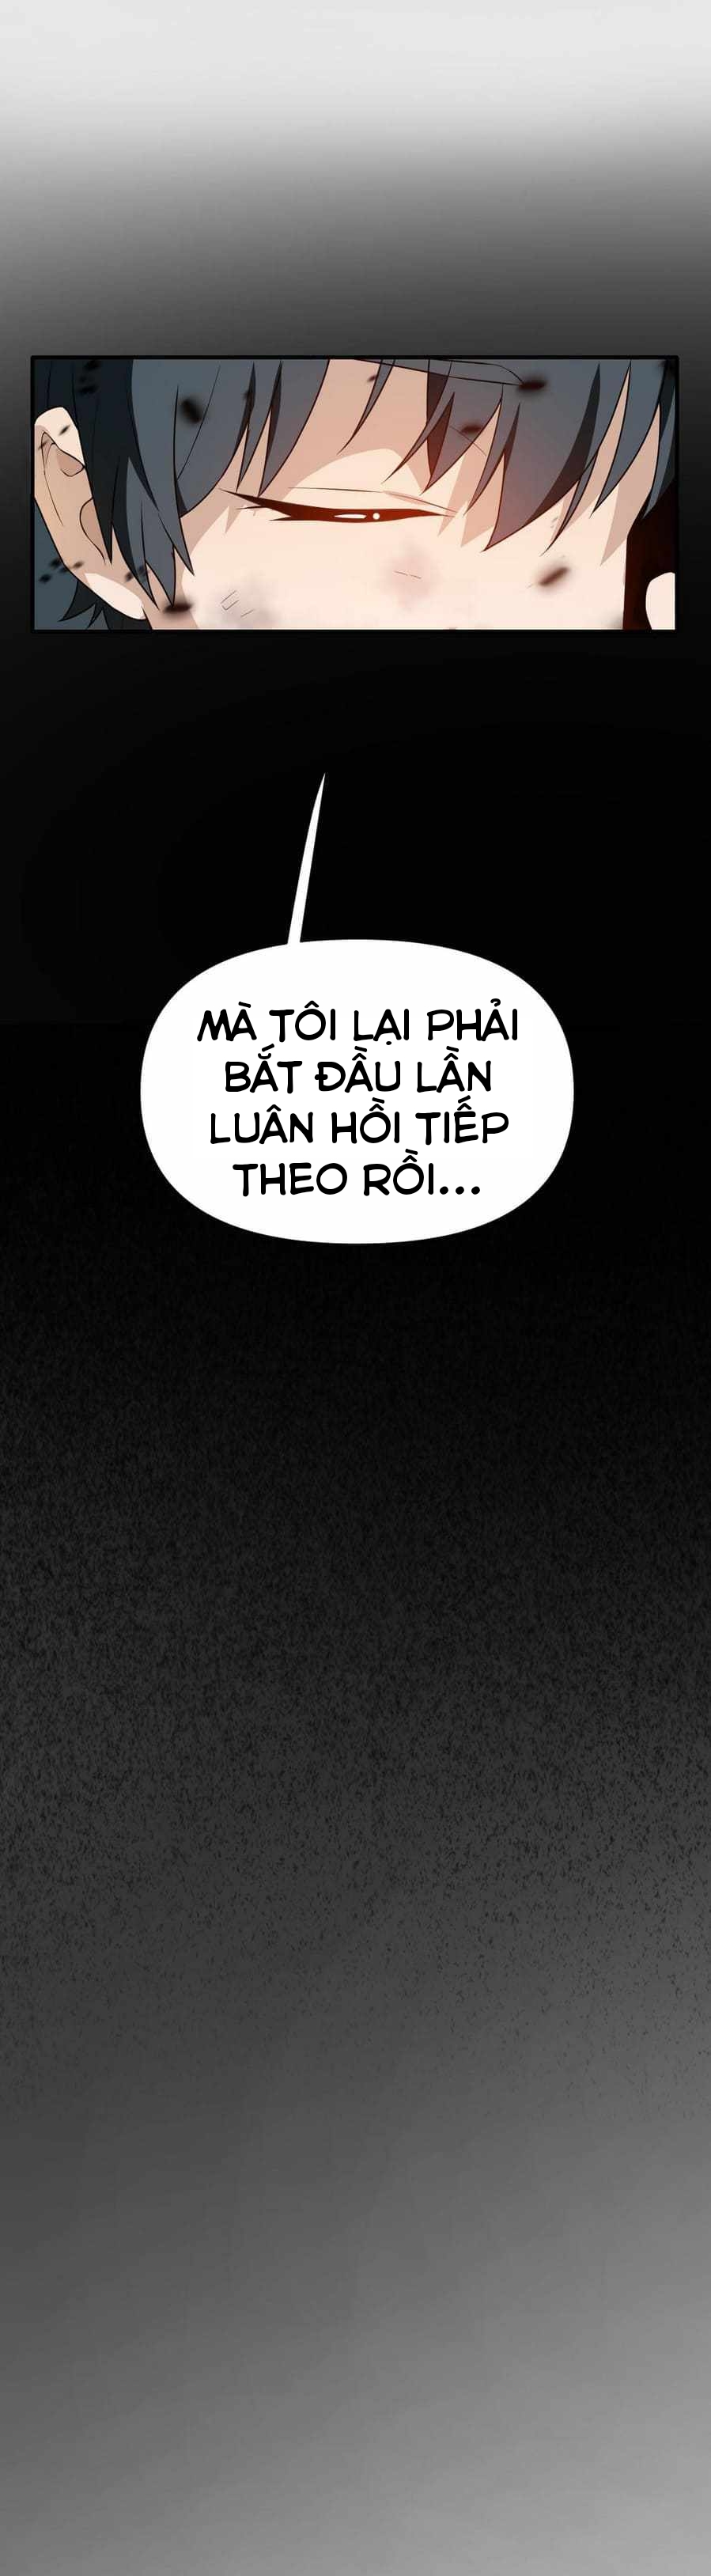 MÀ TÔI LẠI PHẢI
BẮT ĐẦU LẦN
LUÂN HỒI TIẾP
THEO RỒI...